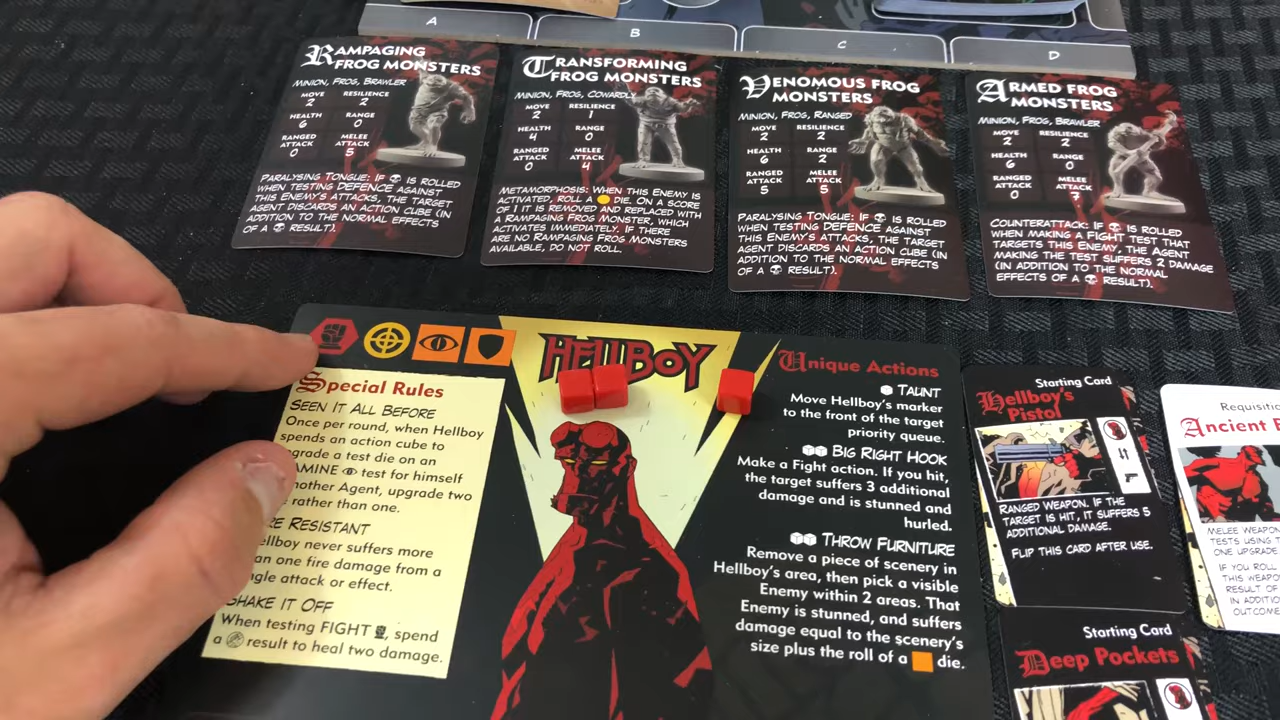 A
B
C
D
Rampaging
Frog Monsters
Minion, Frog, Brawler
Move
2
Resilience
2
Health
6
Range
0
Ranged
Attack
0
Melee
Attack
5
Paralysing Tongue: If is rolled
when testing defence against
this enemy's attacks, the target
agent discards an action cube (in
addition to the normal effects
of a result).
Transforming
Frog Monsters
Minion, Frog, Cowardly
Move
2
Resilience
1
Health
4
Range
0
Ranged
Attack
0
Melee
Attack
4
Metamorphosis: When this enemy is
activated, roll a die. On a score
of 1 it is removed and replaced with
a Rampaging Frog Monster, which
activates immediately. If there
are no Rampaging Frog Monsters
available, do not roll.
Venomous Frog
Monsters
Minion, Frog, Ranged
Move
2
Resilience
2
Health
6
Range
2
Ranged
Attack
5
Melee
Attack
5
Paralysing Tongue: If is rolled
when testing defence against
this enemy's attacks, the target
agent discards an action cube (in
addition to the normal effects
of a result).
Armed Frog
Monsters
Minion, Frog, Brawler
Move
2
Resilience
2
Health
6
Range
0
Ranged
Attack
0
Melee
Attack
7
Counterattack: If is rolled
when making a fight test that
targets this enemy, the agent
making the test suffers 2 damage
(in addition to the normal
effects of a result).
HELLBOY
Special Rules
Seen It All Before
Once per round, when Hellboy
spends an action cube to
grade a test die on an
AMINE test for himself
nother Agent, upgrade two
rather than one.
RE RESISTANT
ellboy never suffers more
an one fire damage from a
ngle attack or effect.
SHAKE IT OFF
When testing FIGHT , spend
a result to heal two damage.
Unique Actions
TAUNT
Move Hellboy's marker
to the front of the target
priority queue.
BIG RIGHT HOOK
Make a Fight action. If you hit,
the target suffers 3 additional
damage and is stunned and
hurled.
THROW FURNITURE
Remove a piece of scenery in
Hellboy's area, then pick a visible
Enemy within 2 areas. That
Enemy is stunned, and suffers
damage equal to the scenery's
size plus the roll of a die.
Starting Card
Hellboy's
Pistol
Ranged weapon. If the
target is hit, it suffers 5
additional damage.
Flip this card after use.
Requisition
Ancient
Melee weapon
tests using t
one upgrade
If you roll
this weapo
result of
in additio
outcome
Starting Card
Deep Pockets